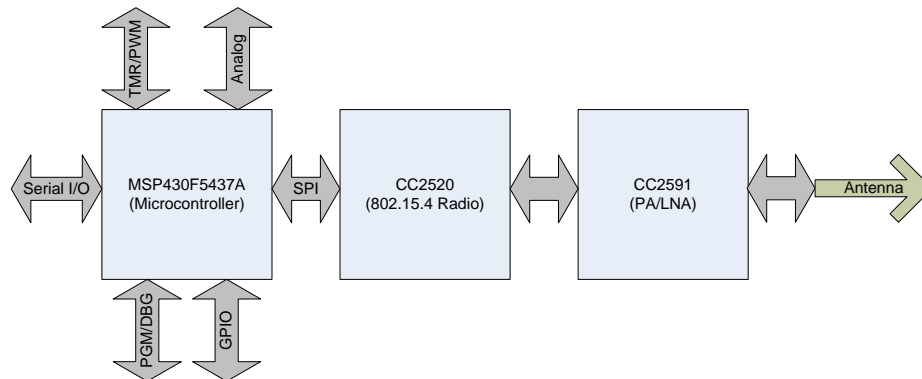 TMR/PWM
Analog
Serial I/O
MSP430F5437A
(Microcontroller)
SPI
CC2520
(802.15.4 Radio)
CC2591
(PA/LNA)
Antenna
PGM/DBG
GPIO